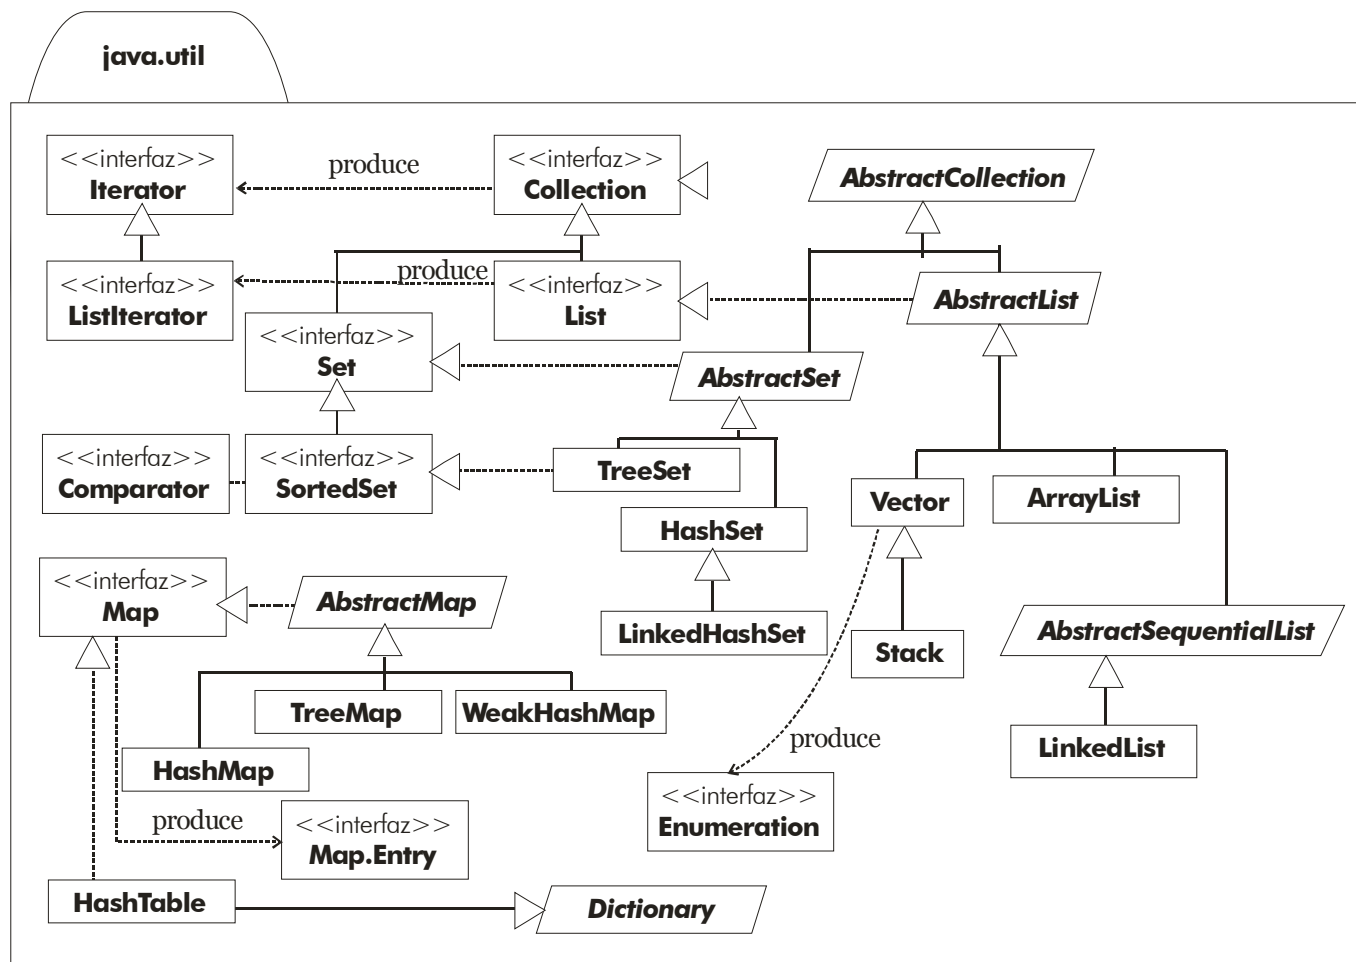 java.util
<<interfaz>>
Iterator
produce
<<interfaz>>
Collection
AbstractCollection
<<interfaz>>
ListIterator
produce
<<interfaz>>
List
AbstractList
<<interfaz>>
Set
AbstractSet
<<interfaz>>
Comparator
<<interfaz>>
SortedSet
TreeSet
HashSet
LinkedHashSet
Vector
ArrayList
Stack
AbstractSequentialList
LinkedList
<<interfaz>>
Map
AbstractMap
TreeMap
WeakHashMap
HashMap
produce
<<interfaz>>
Enumeration
produce
<<interfaz>>
Map.Entry
HashTable
Dictionary